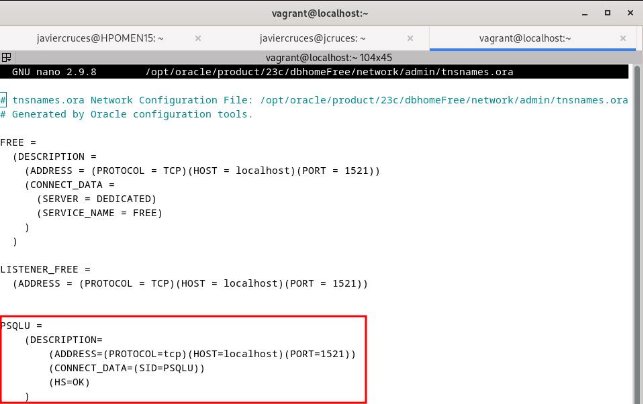 vagrant@localhost:~
javiercruces@HPOMEN15: ~ × javiercruces@jcruces: ~ × vagrant@localhost:~ ×
vagrant@localhost:~ 104x45
GNU nano 2.9.8 /opt/oracle/product/23c/dbhomeFree/network/admin/tnsnames.ora
# tnsnames.ora Network Configuration File: /opt/oracle/product/23c/dbhomeFree/network/admin/tnsnames.ora
# Generated by Oracle configuration tools.
FREE =
  (DESCRIPTION =
    (ADDRESS = (PROTOCOL = TCP)(HOST = localhost)(PORT = 1521))
    (CONNECT_DATA =
      (SERVER = DEDICATED)
      (SERVICE_NAME = FREE)
    )
  )
LISTENER_FREE =
  (ADDRESS = (PROTOCOL = TCP)(HOST = localhost)(PORT = 1521))
PSQLU =
    (DESCRIPTION=
        (ADDRESS=(PROTOCOL=tcp)(HOST=localhost)(PORT=1521))
        (CONNECT_DATA=(SID=PSQLU))
        (HS=OK)
    )